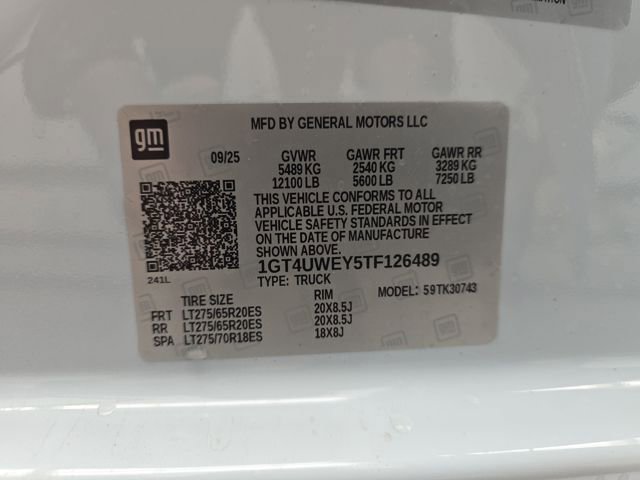 MATION
gm
MFD BY GENERAL MOTORS LLC
09/25 GVWR GAWR FRT GAWR RR
5489 KG 2540 KG 3289 KG
12100 LB 5600 LB 7250 LB
THIS VEHICLE CONFORMS TO ALL
APPLICABLE U.S. FEDERAL MOTOR
VEHICLE SAFETY STANDARDS IN EFFECT
ON THE DATE OF MANUFACTURE
SHOWN ABOVE.
1GT4UWEY5TF126489
241L
TYPE: TRUCK MODEL: 59TK30743
TIRE SIZE RIM
FRT LT275/65R20ES 20X8.5J
RR LT275/65R20ES 20X8.5J
SPA LT275/70R18ES 18X8J